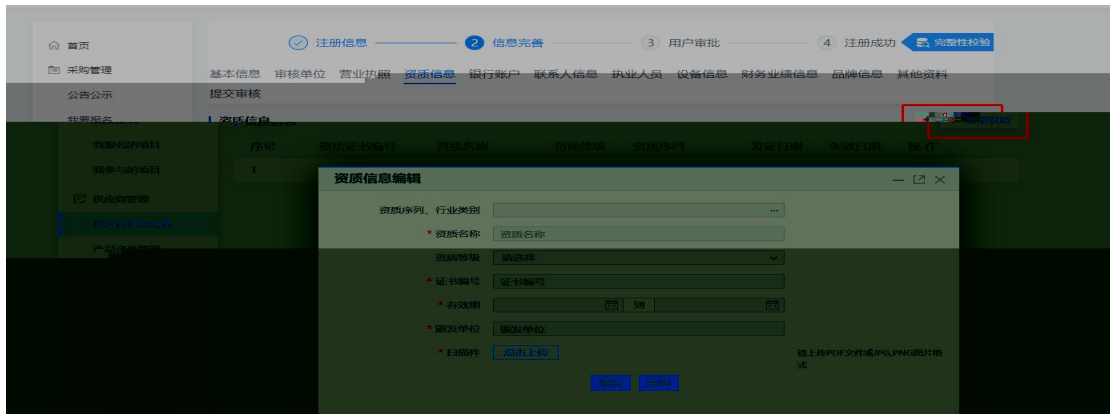 首页
注册信息
2 信息完善
3 用户审批
4 注册成功
完整性校验
采购管理
基本信息 审核单位 营业执照 资质信息 银行账户 联系人信息 执业人员 设备信息 财务业绩信息 品牌信息 其他资料
公告公示
提交审核
我要报名
资质信息
我报名的项目
序号 资质证书编号 资质名称 资质等级 资质序列 发证日期 失效日期 操作
我参与的项目
1
供应商管理
资质信息编辑
资质序列、行业类别
* 资质名称 资质名称
产品资质管理
资质等级 请选择
* 证书编号 证书编号
* 有效期 到
* 颁发单位 颁发单位
* 扫描件 点击上传
请上传PDF文件或JPG,PNG图片格式